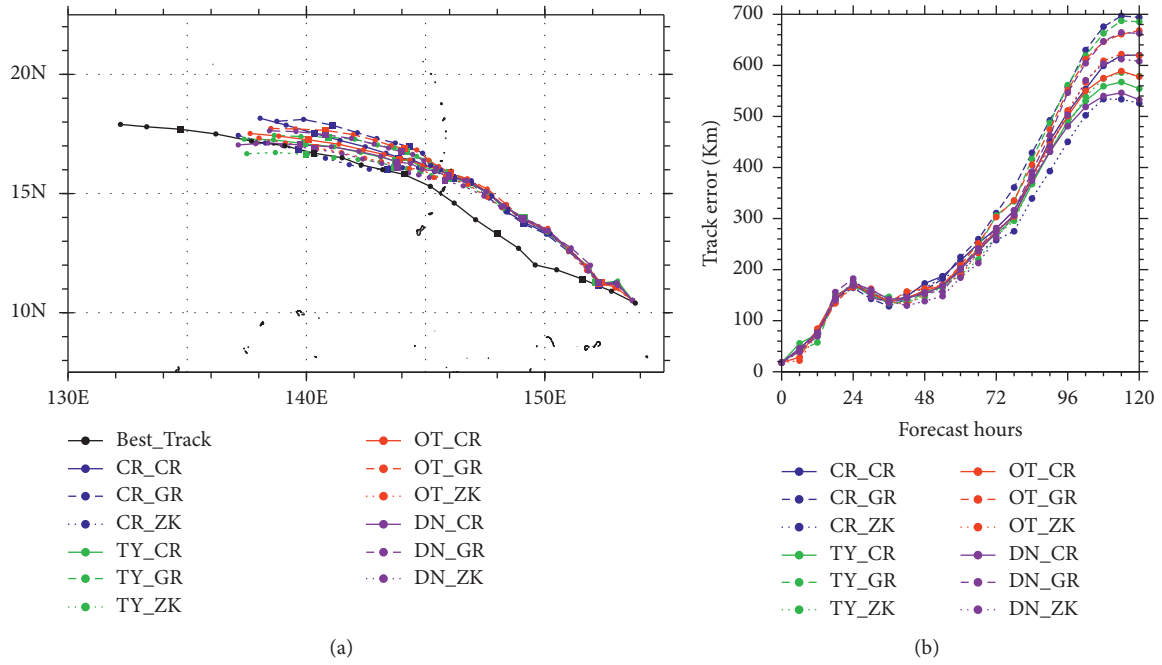 20N
15N
10N
130E 140E 150E
Best_Track
CR_CR
CR_GR
CR_ZK
TY_CR
TY_GR
TY_ZK
OT_CR
OT_GR
OT_ZK
DN_CR
DN_GR
DN_ZK
(a)
Track error (Km)
700
600
500
400
300
200
100
0
0 24 48 72 96 120
Forecast hours
CR_CR
CR_GR
CR_ZK
TY_CR
TY_GR
TY_ZK
OT_CR
OT_GR
OT_ZK
DN_CR
DN_GR
DN_ZK
(b)